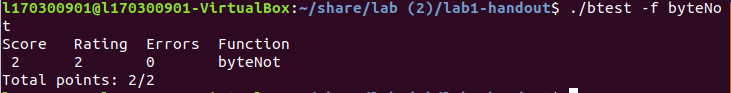 l170300901@l170300901-VirtualBox:~/share/lab (2)/lab1-handout$ ./btest -f byteNo
t
Score Rating Errors Function
2 2 0 byteNot
Total points: 2/2